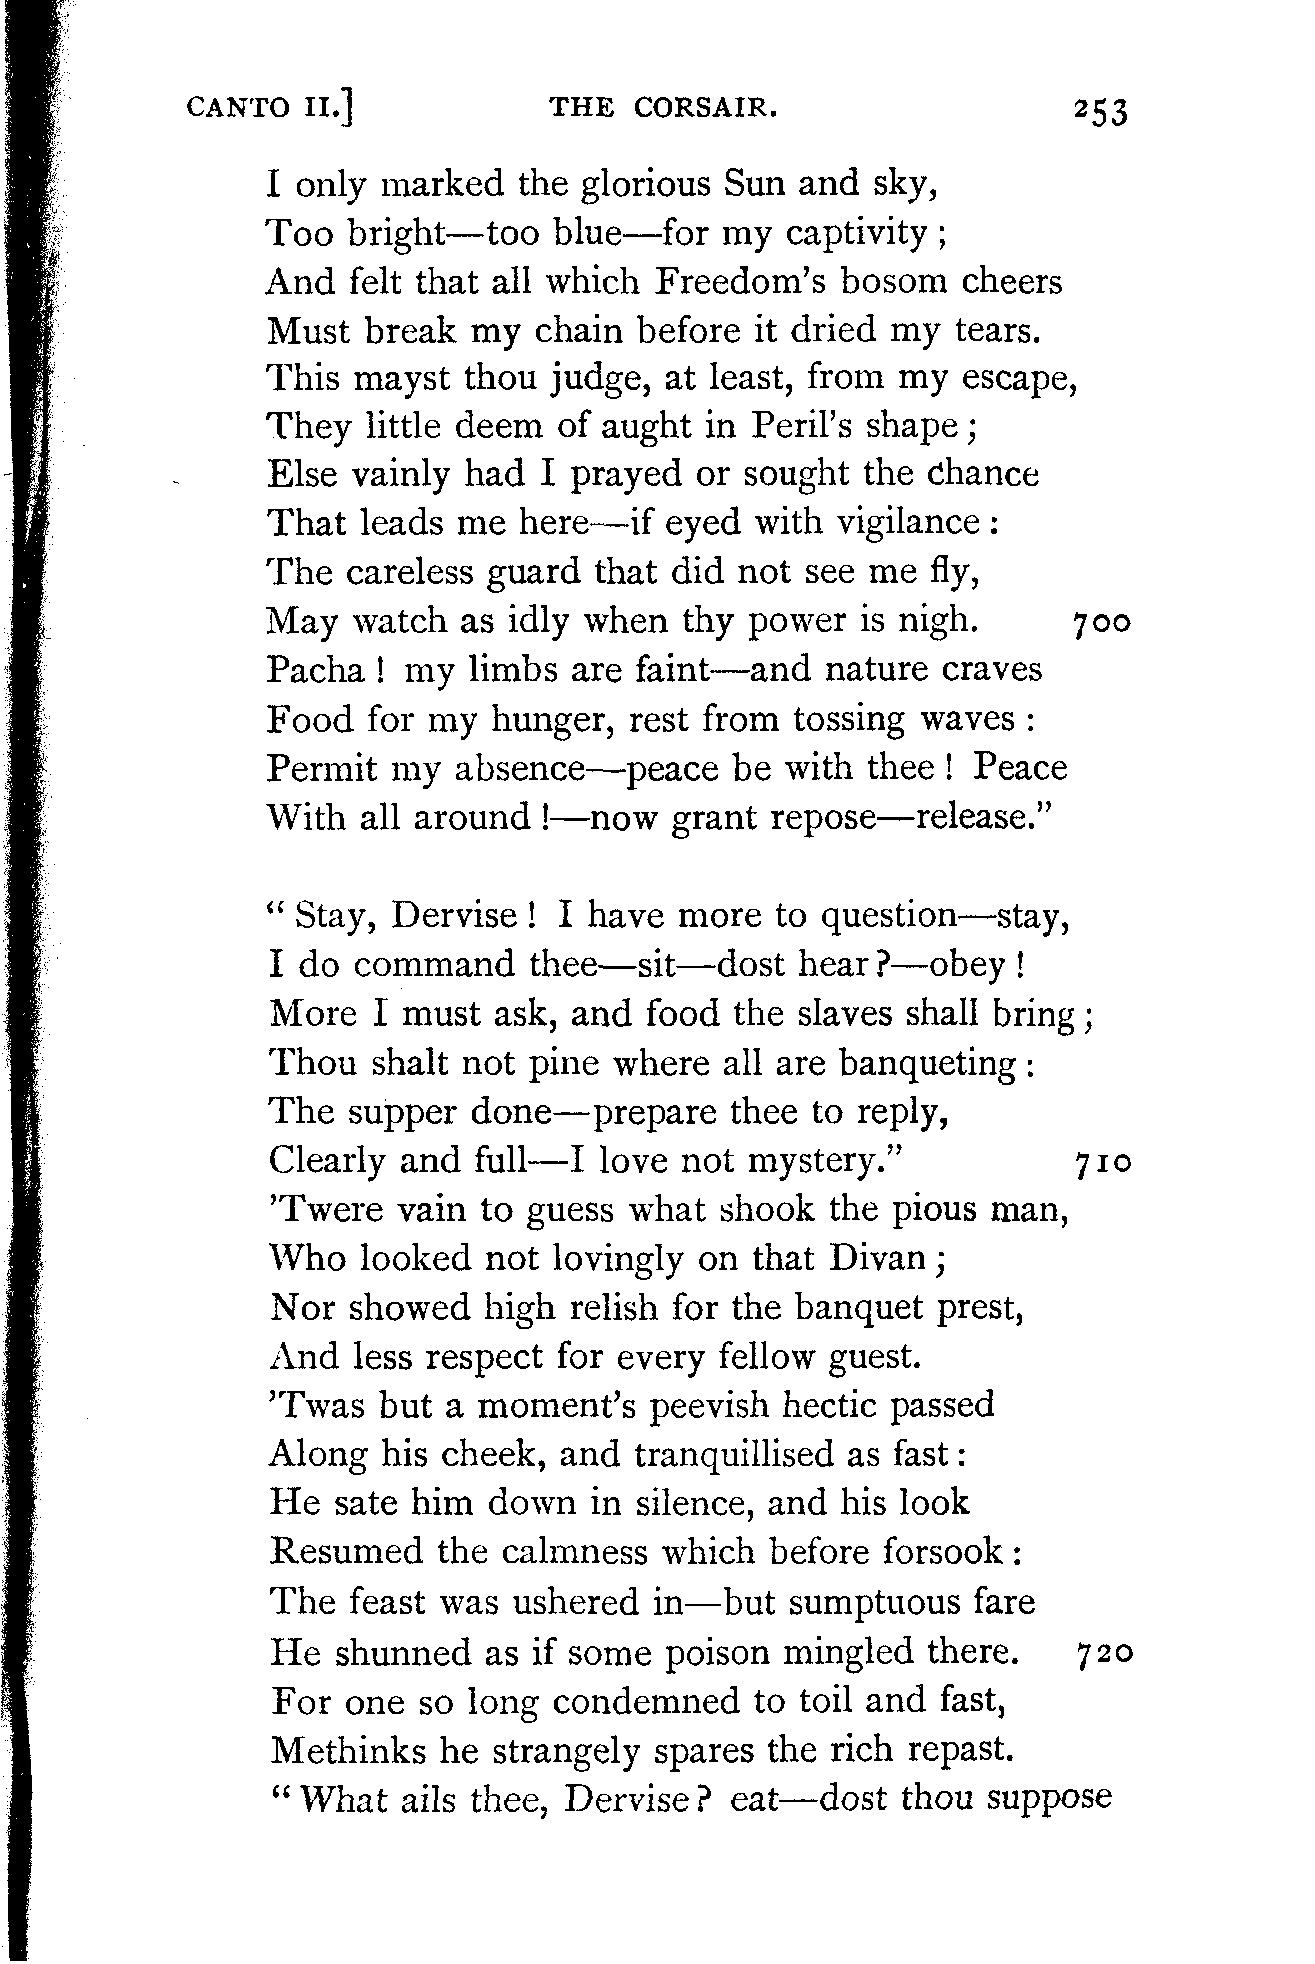 CANTO II.] THE CORSAIR. 253
I only marked the glorious Sun and sky,
Too bright—too blue—for my captivity ;
And felt that all which Freedom's bosom cheers
Must break my chain before it dried my tears.
This mayst thou judge, at least, from my escape,
They little deem of aught in Peril's shape ;
Else vainly had I prayed or sought the chance
That leads me here—if eyed with vigilance :
The careless guard that did not see me fly,
May watch as idly when thy power is nigh. 700
Pacha ! my limbs are faint—and nature craves
Food for my hunger, rest from tossing waves :
Permit my absence—peace be with thee ! Peace
With all around !—now grant repose—release."
" Stay, Dervise ! I have more to question—stay,
I do command thee—sit—dost hear ?—obey !
More I must ask, and food the slaves shall bring ;
Thou shalt not pine where all are banqueting :
The supper done—prepare thee to reply,
Clearly and full—I love not mystery." 710
'Twere vain to guess what shook the pious man,
Who looked not lovingly on that Divan ;
Nor showed high relish for the banquet prest,
And less respect for every fellow guest.
'Twas but a moment's peevish hectic passed
Along his cheek, and tranquillised as fast :
He sate him down in silence, and his look
Resumed the calmness which before forsook :
The feast was ushered in—but sumptuous fare
He shunned as if some poison mingled there. 720
For one so long condemned to toil and fast,
Methinks he strangely spares the rich repast.
" What ails thee, Dervise ? eat—dost thou suppose